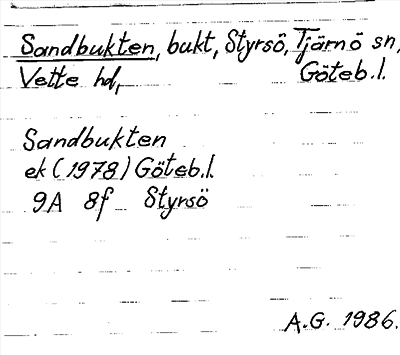 Sandbukten, bukt, Styrsö, Tjärnö sn,
Vette hd, Göteb.l.
Sandbukten
ek (1978) Göteb.l.
9A 8f Styrsö
A.G. 1986.